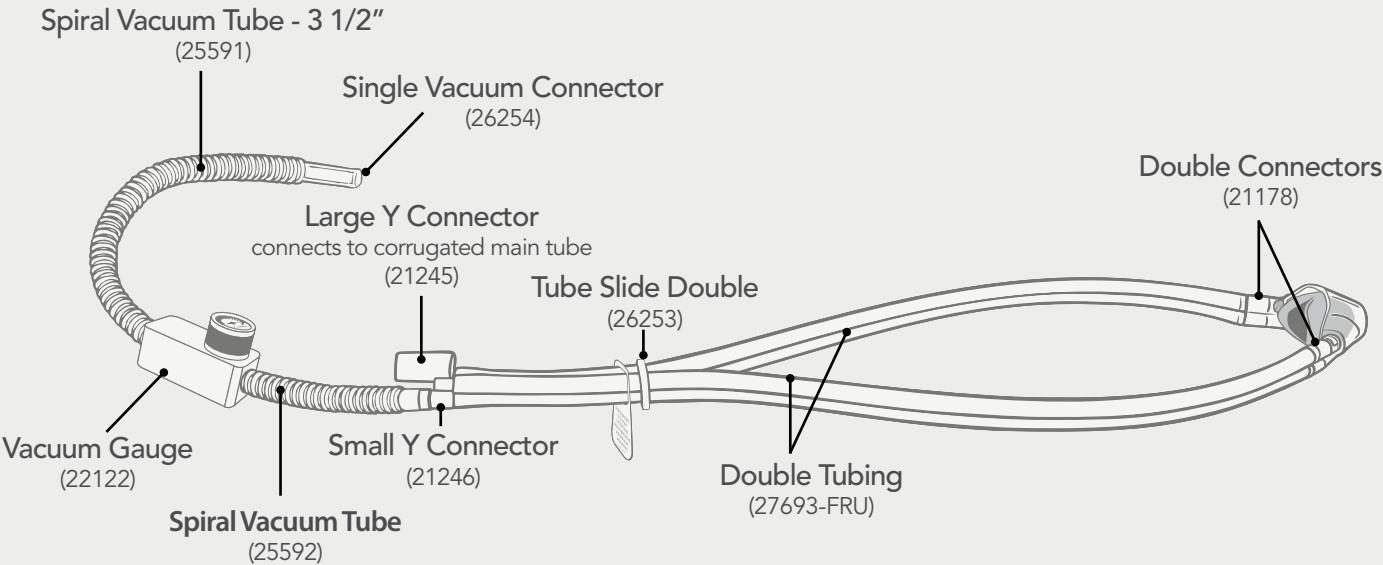 Spiral Vacuum Tube - 3 1/2”
(25591)
Single Vacuum Connector
(26254)
Double Connectors
(21178)
Large Y Connector
connects to corrugated main tube
(21245)
Tube Slide Double
(26253)
Vacuum Gauge
(22122)
Small Y Connector
(21246)
Double Tubing
(27693-FRU)
Spiral Vacuum Tube
(25592)